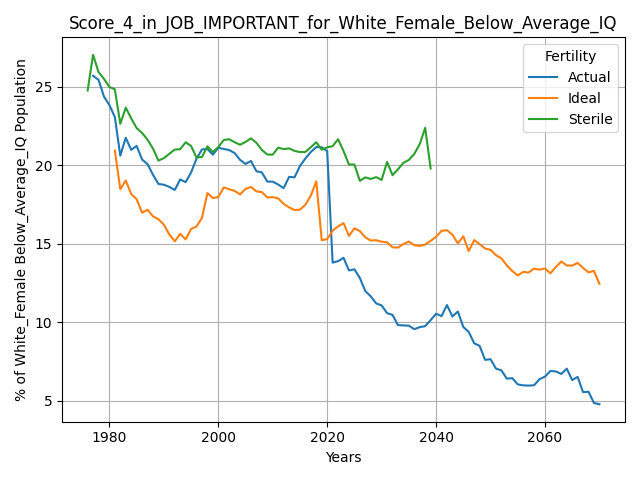 Score_4_in_JOB_IMPORTANT_for_White_Female_Below_Average_IQ
% of White_Female Below_Average_IQ Population
25
20
15
10
5
Fertility
Actual
Ideal
Sterile
1980
2000
2020
2040
2060
Years